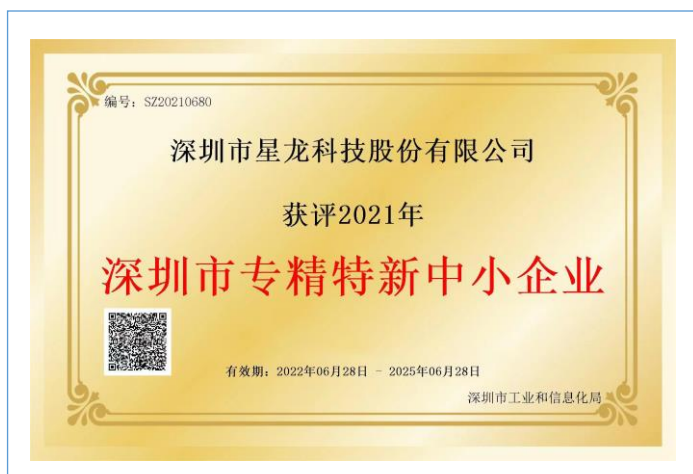 编号：SZ20210680
深圳市星龙科技股份有限公司
获评2021年
深圳市专精特新中小企业
有效期：2022年06月28日 - 2025年06月28日
深圳市工业和信息化局